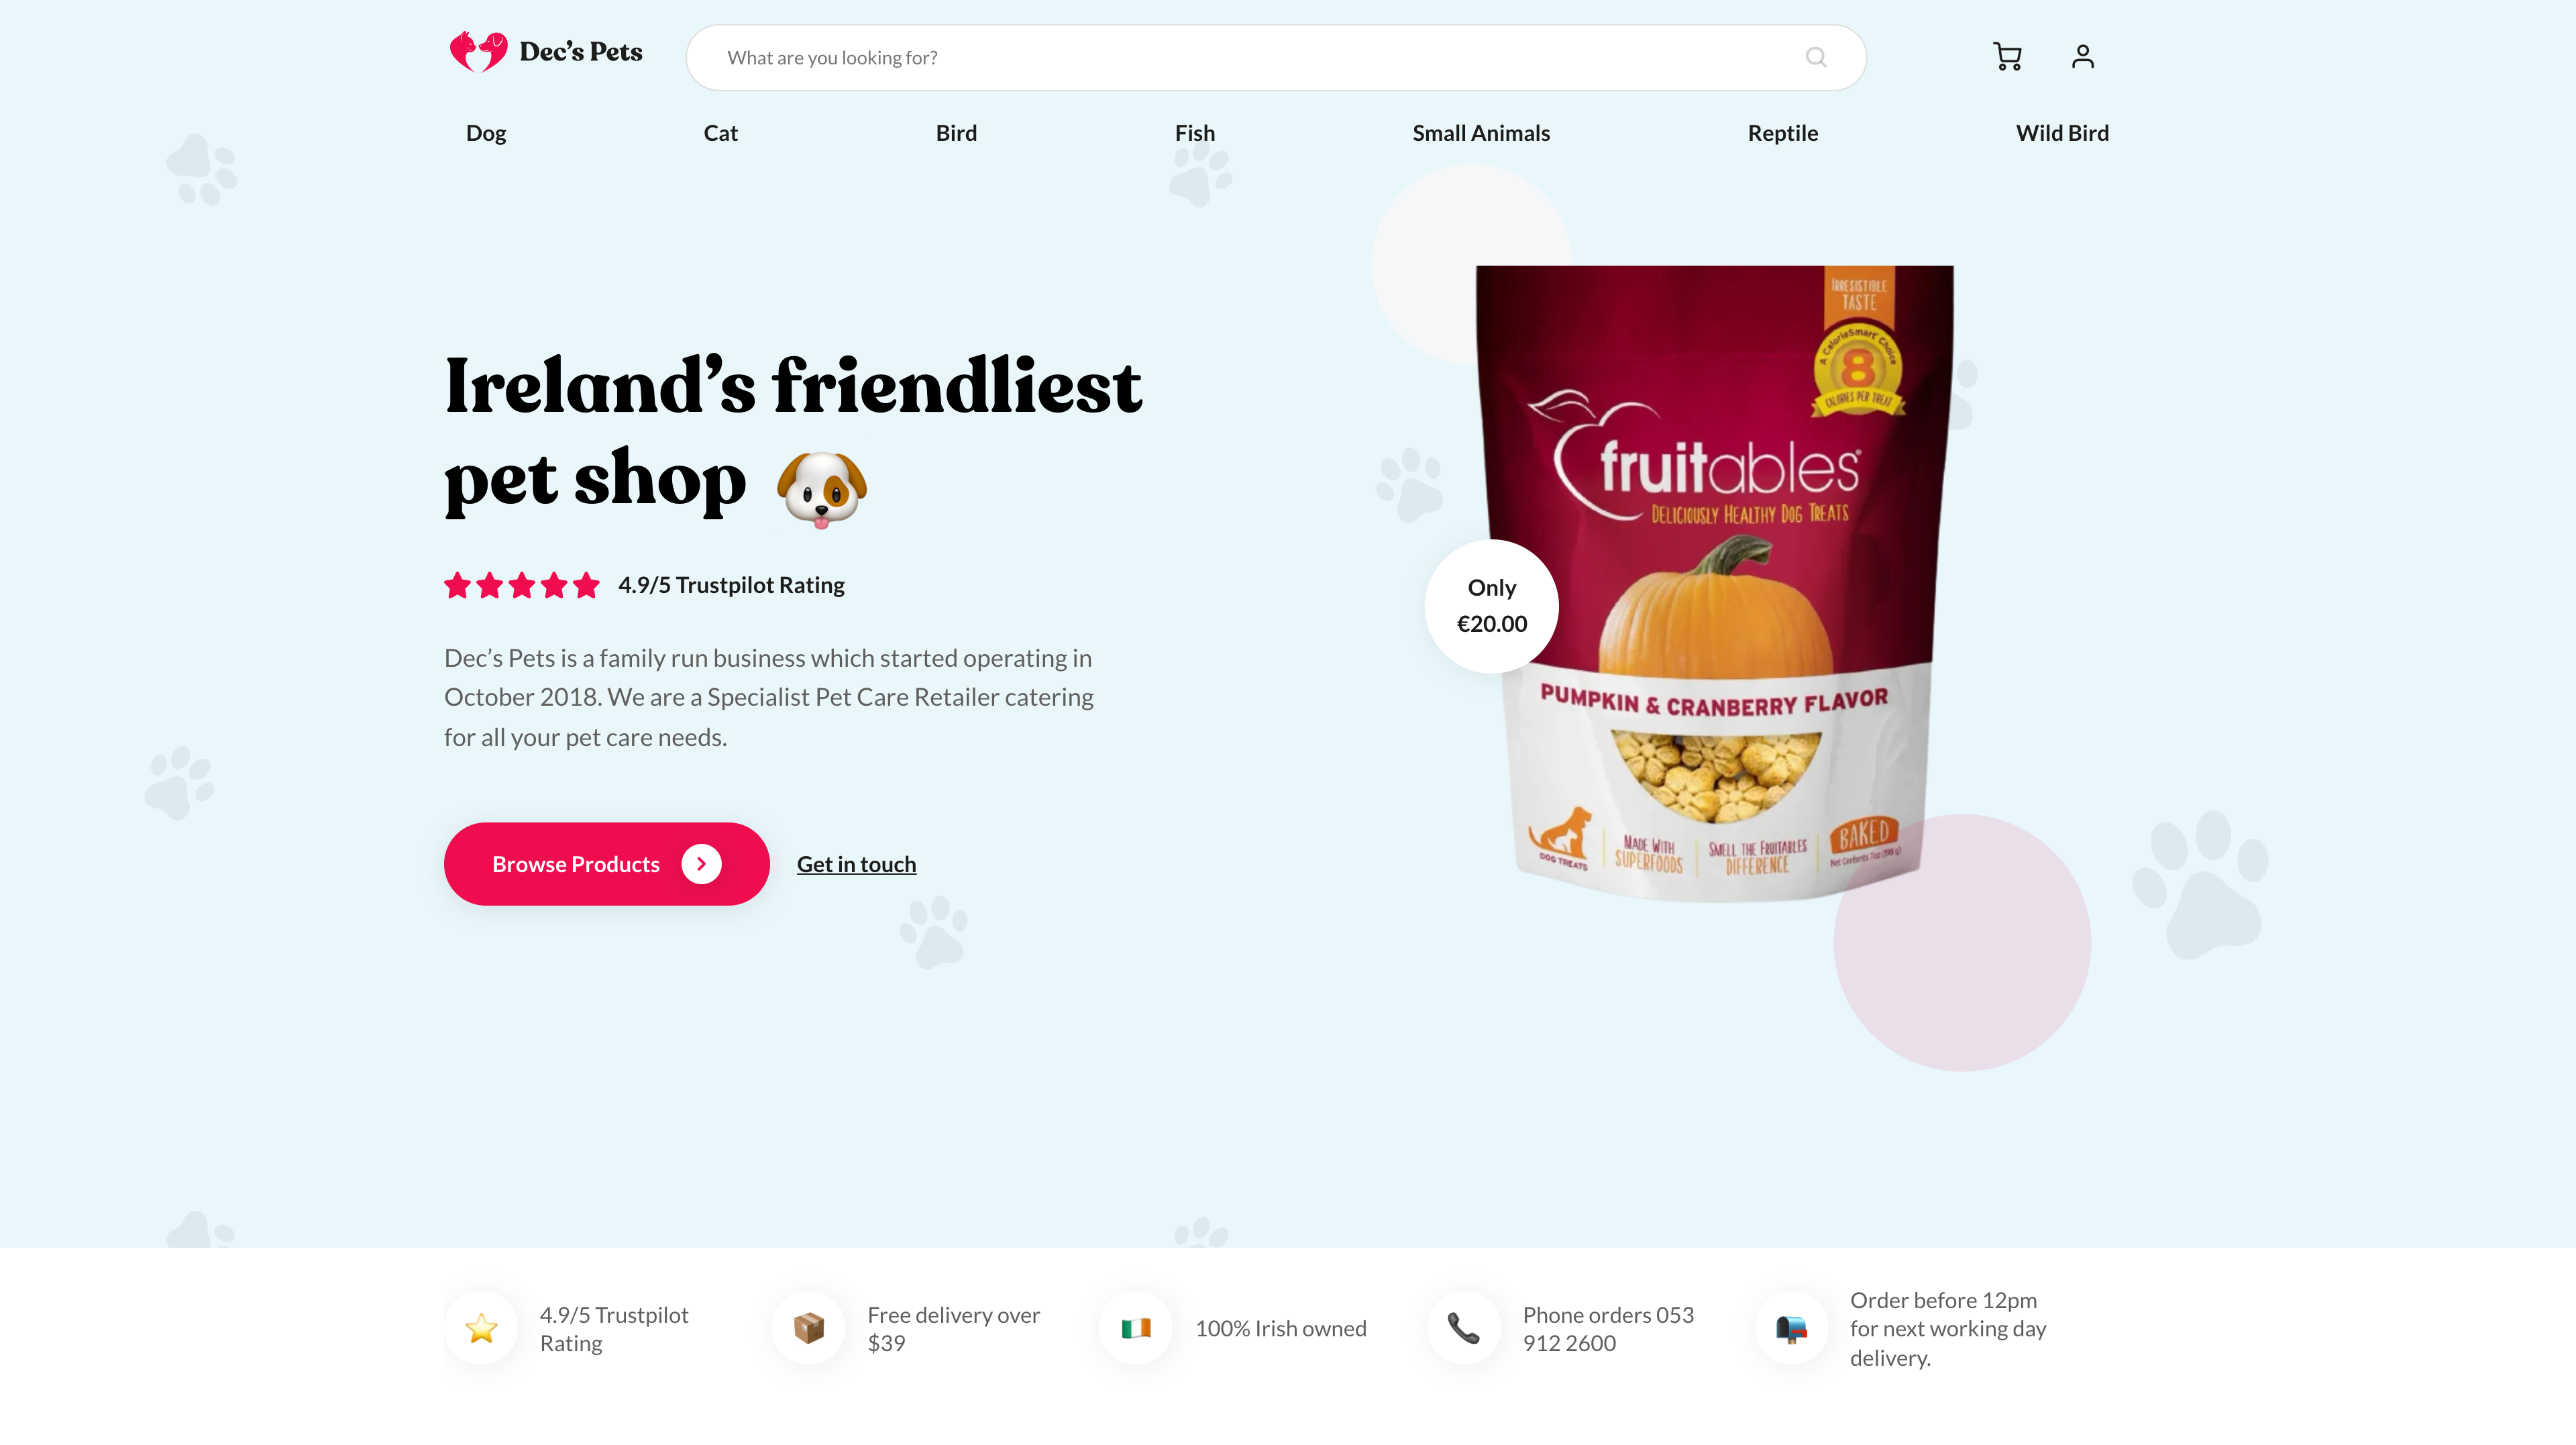 Dec's Pets
What are you looking for?
Dog
Cat
Bird
Fish
Small Animals
Reptile
Wild Bird
Ireland's friendliest
pet shop
4.9/5 Trustpilot Rating
Dec's Pets is a family run business which started operating in
October 2018. We are a Specialist Pet Care Retailer catering
for all your pet care needs.
Browse Products
Get in touch
IRRESISTIBLE
TASTE
A CalorieSmart Choice
8
CALORIES PER TREAT
fruitables
DELICIOUSLY HEALTHY DOG TREATS
Only
€20.00
PUMPKIN & CRANBERRY FLAVOR
DOG TREATS
MADE WITH
SUPERFOODS
SMELL THE FRUITABLES
DIFFERENCE
BAKED
Net Contents 7oz (198 g)
4.9/5 Trustpilot
Rating
Free delivery over
$39
100% Irish owned
Phone orders 053
912 2600
Order before 12pm
for next working day
delivery.